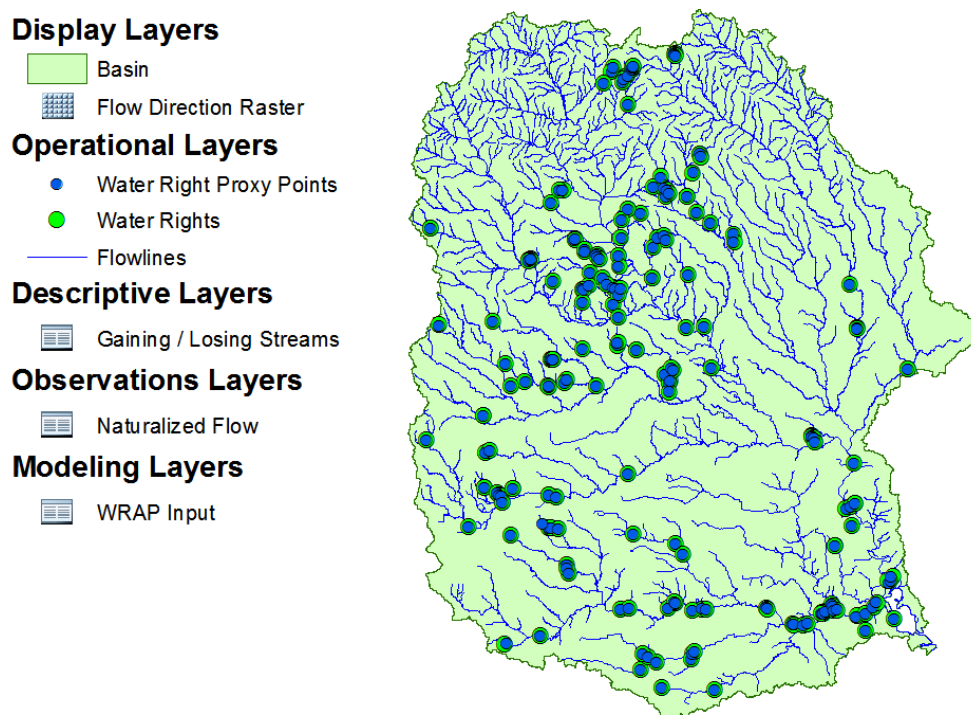 Display Layers
Basin
Flow Direction Raster
Operational Layers
Water Right Proxy Points
Water Rights
Flowlines
Descriptive Layers
Gaining / Losing Streams
Observations Layers
Naturalized Flow
Modeling Layers
WRAP Input